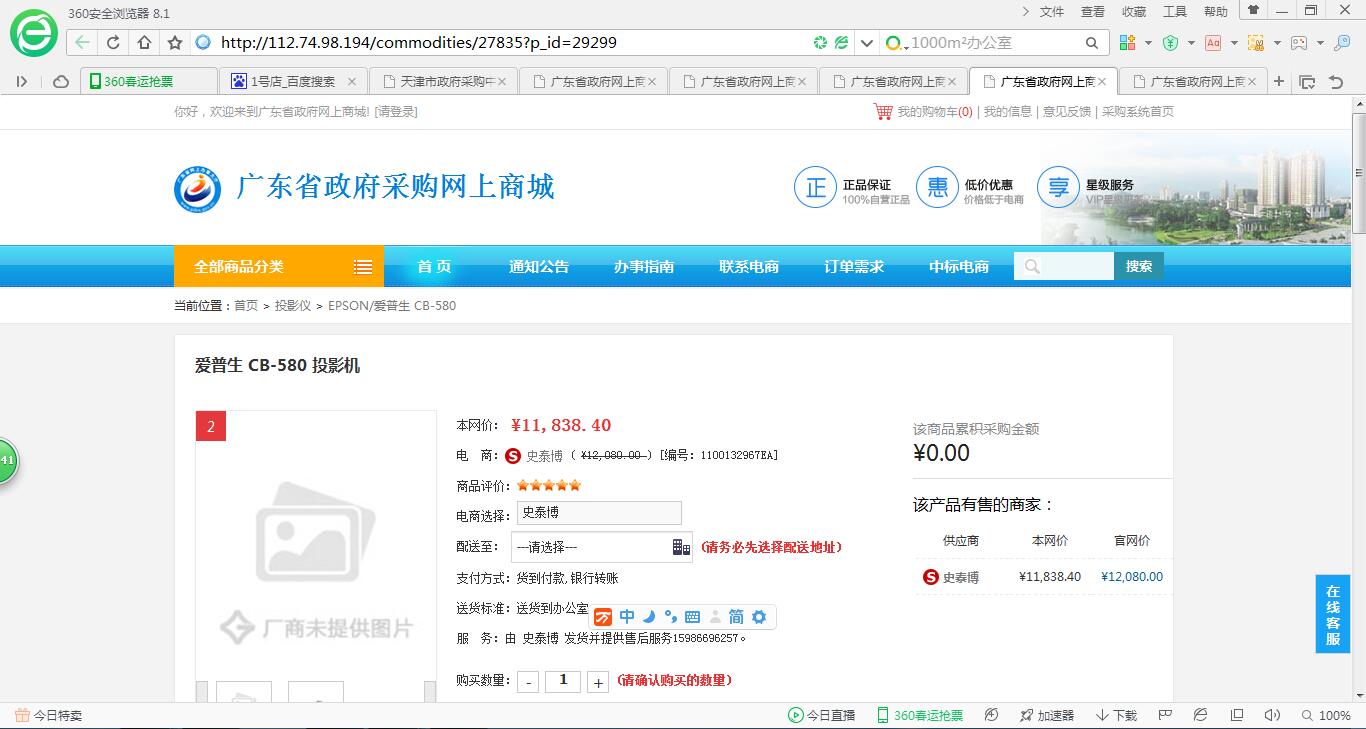 360安全浏览器 8.1
文件 查看 收藏 工具 帮助
http://112.74.98.194/commodities/27835?p_id=29299
1000m²办公室
360春运抢票
1号店_百度搜索
天津市政府采购中
广东省政府网上商
广东省政府网上商
广东省政府网上商
广东省政府网上商
广东省政府网上商
你好，欢迎来到广东省政府网上商城! [请登录]
我的购物车(0) | 我的信息 | 意见反馈 | 采购系统首页
广东省政府采购网上商城
正 正品保证
100%自营正品
惠 低价优惠
价格低于电商
享 星级服务
VIP星级服务
全部商品分类 首 页 通知公告 办事指南 联系电商 订单需求 中标电商 搜索
当前位置：首页 > 投影仪 > EPSON/爱普生 CB-580
爱普生 CB-580 投影机
2
厂商未提供图片
本网价： ¥11,838.40
电 商： S 史泰博 ( ¥12,080.00 ) [编号：1100132967EA]
商品评价：
电商选择： 史泰博
配送至： ---请选择--- (请务必先选择配送地址)
支付方式：货到付款,银行转账
送货标准：送货到办公室
中 简
服 务：由 史泰博 发货并提供售后服务15986696257。
购买数量： - 1 + (请确认购买的数量)
该商品累积采购金额
¥0.00
该产品有售的商家：
供应商 本网价 官网价
S 史泰博 ¥11,838.40 ¥12,080.00
在线客服
41
今日特卖
今日直播 360春运抢票 加速器 下载 100%